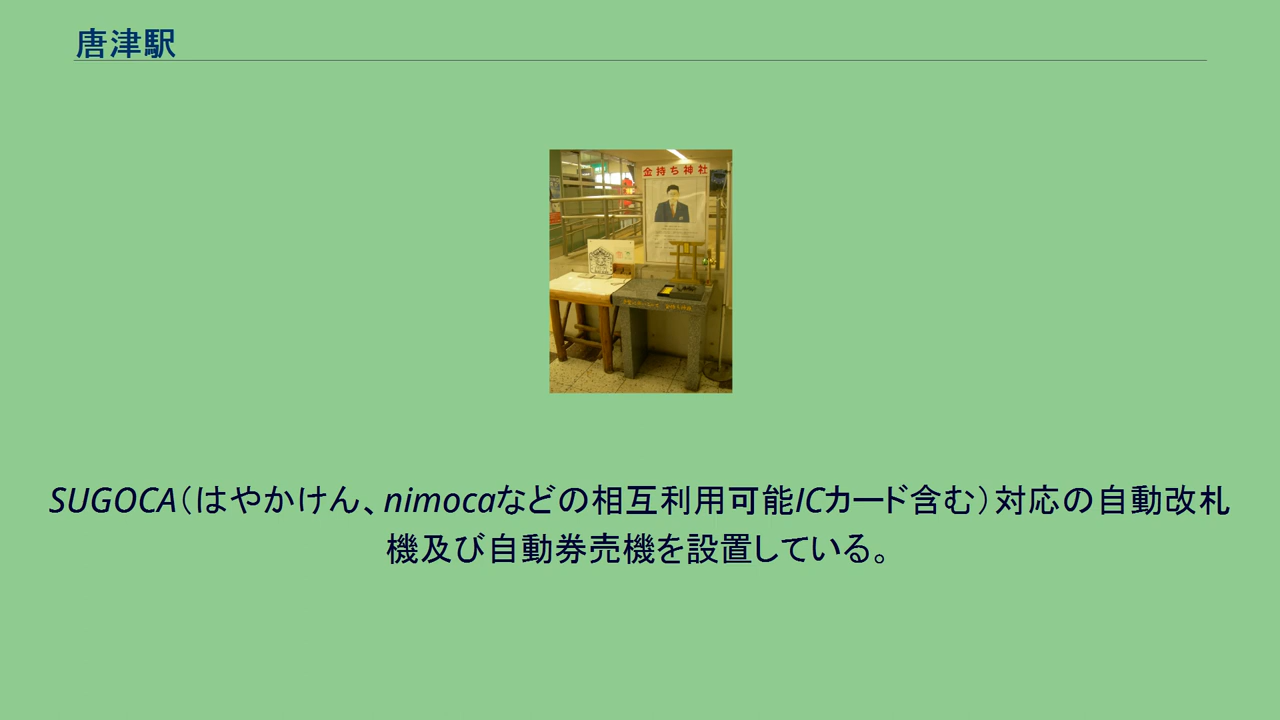 唐津駅
金持ち神社
SUGOCA（はやかけん、nimocaなどの相互利用可能ICカード含む）対応の自動改札
機及び自動券売機を設置している。